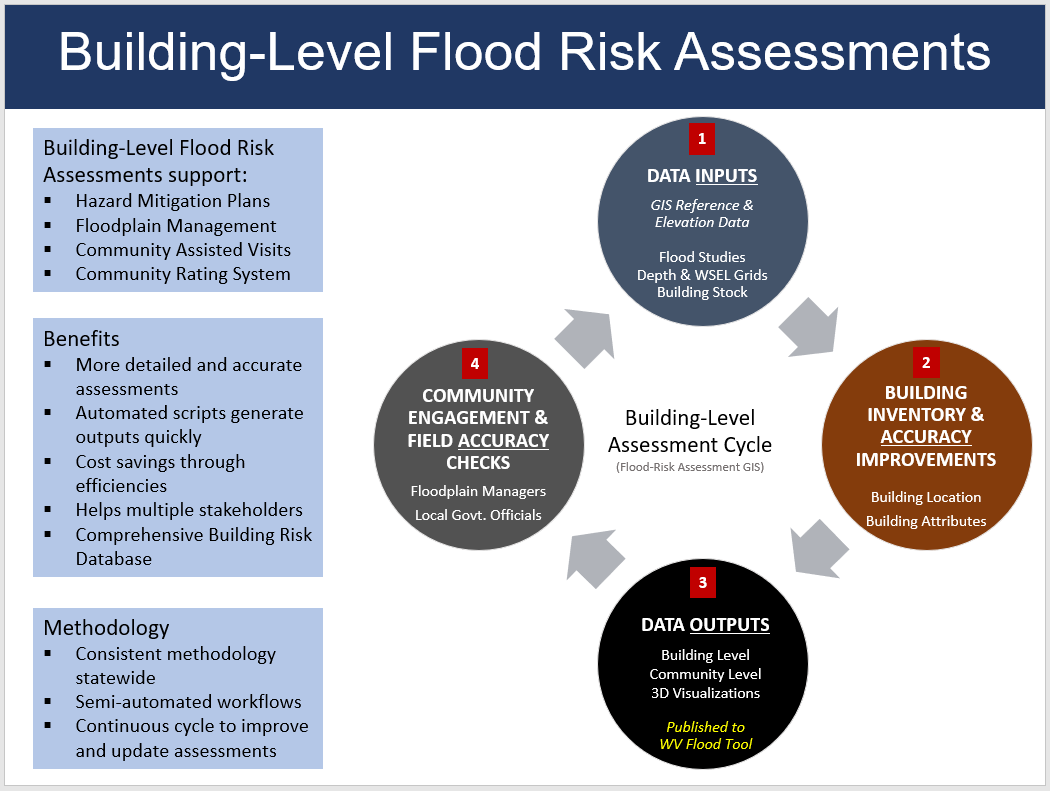 Building-Level Flood Risk Assessments
Building-Level Flood Risk
Assessments support:
▪ Hazard Mitigation Plans
▪ Floodplain Management
▪ Community Assisted Visits
▪ Community Rating System
Benefits
▪ More detailed and accurate
assessments
▪ Automated scripts generate
outputs quickly
▪ Cost savings through
efficiencies
▪ Helps multiple stakeholders
▪ Comprehensive Building Risk
Database
Methodology
▪ Consistent methodology
statewide
▪ Semi-automated workflows
▪ Continuous cycle to improve
and update assessments
1
DATA INPUTS
GIS Reference &
Elevation Data
Flood Studies
Depth & WSEL Grids
Building Stock
2
BUILDING
INVENTORY &
ACCURACY
IMPROVEMENTS
Building Location
Building Attributes
3
DATA OUTPUTS
Building Level
Community Level
3D Visualizations
Published to
WV Flood Tool
4
COMMUNITY
ENGAGEMENT &
FIELD ACCURACY
CHECKS
Floodplain Managers
Local Govt. Officials
Building-Level
Assessment Cycle
(Flood-Risk Assessment GIS)